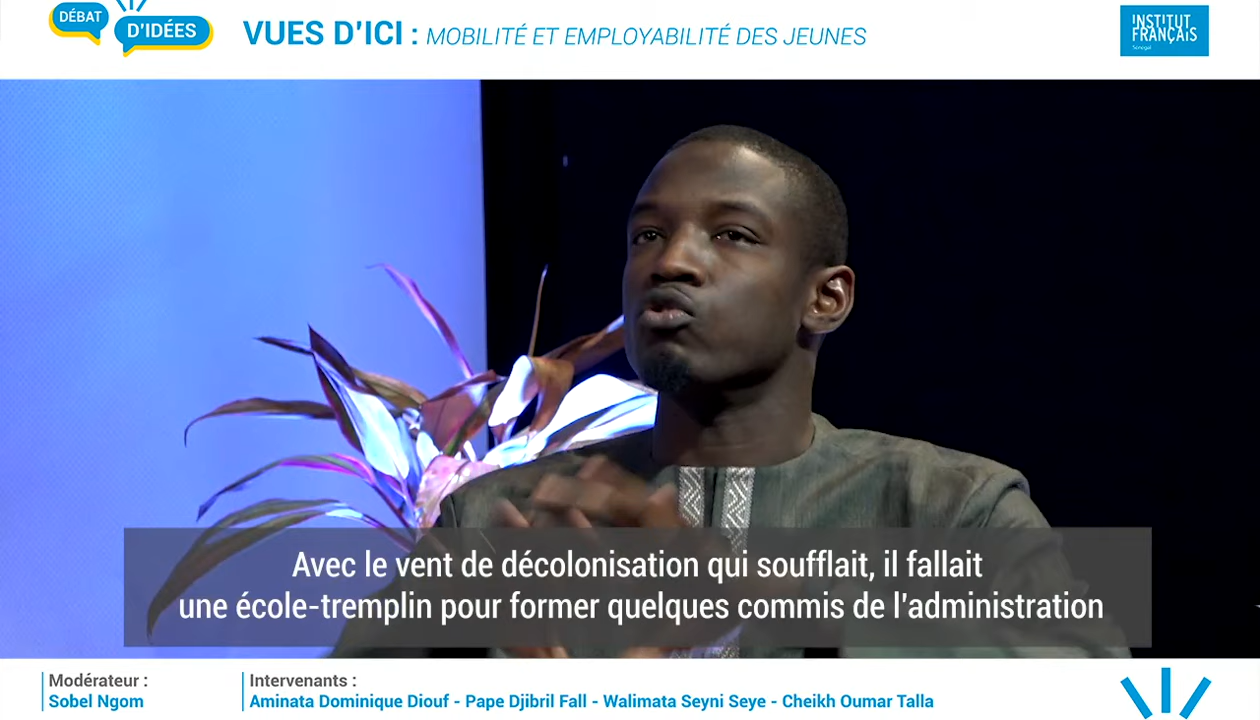 DÉBAT
D'IDÉES
VUES D'ICI : MOBILITÉ ET EMPLOYABILITÉ DES JEUNES
INSTITUT
FRANÇAIS
Sénégal
Avec le vent de décolonisation qui soufflait, il fallait
une école-tremplin pour former quelques commis de l'administration
Modérateur :
Sobel Ngom
Intervenants :
Aminata Dominique Diouf - Pape Djibril Fall - Walimata Seyni Seye - Cheikh Oumar Talla